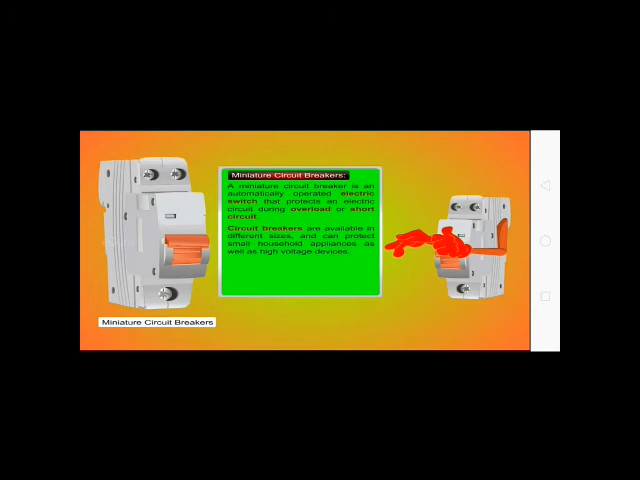 Miniature Circuit Breakers:
A miniature circuit breaker is an
automatically operated electric
switch that protects an electric
circuit during overload or short
circuit.
Circuit breakers are available in
different sizes, and can protect
small household appliances as
well as high voltage devices.
Miniature Circuit Breakers